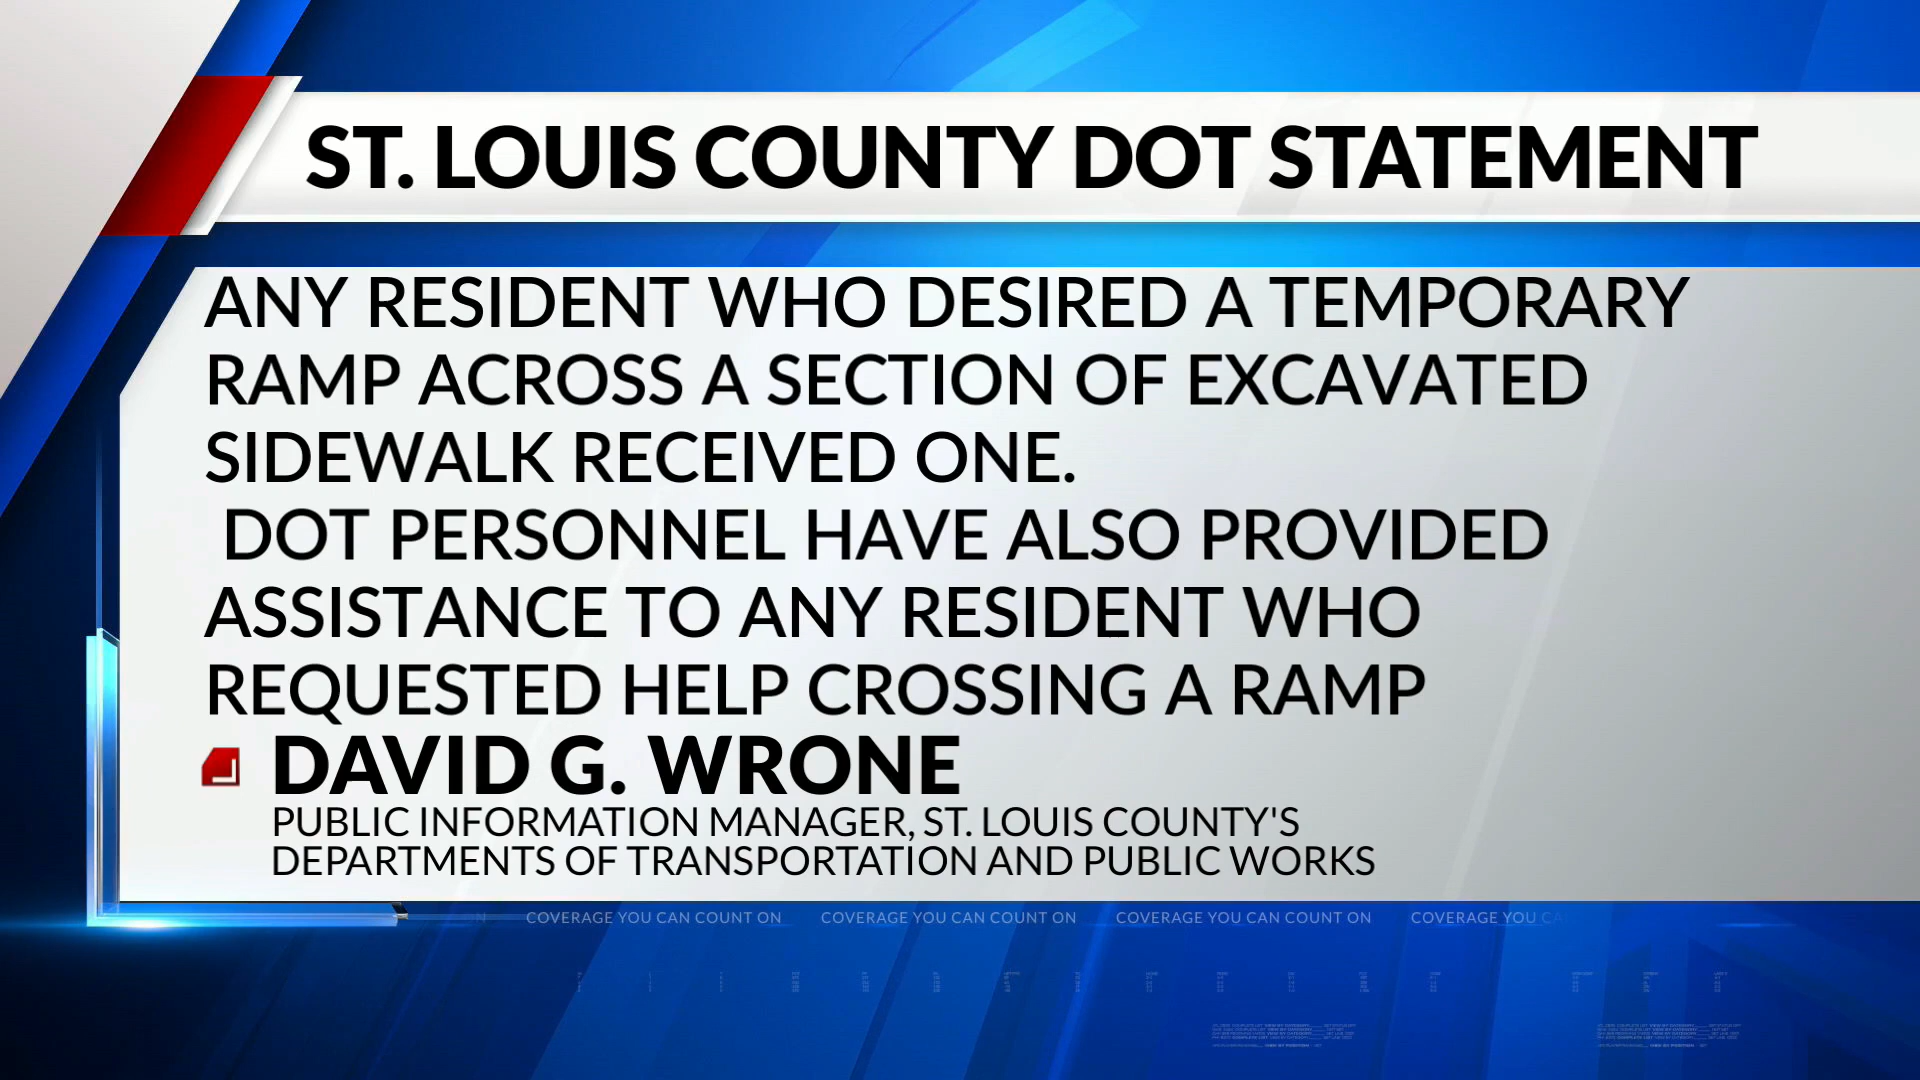 ST. LOUIS COUNTY DOT STATEMENT
ANY RESIDENT WHO DESIRED A TEMPORARY
RAMP ACROSS A SECTION OF EXCAVATED
SIDEWALK RECEIVED ONE.
DOT PERSONNEL HAVE ALSO PROVIDED
ASSISTANCE TO ANY RESIDENT WHO
REQUESTED HELP CROSSING A RAMP
DAVID G. WRONE
PUBLIC INFORMATION MANAGER, ST. LOUIS COUNTY'S
DEPARTMENTS OF TRANSPORTATION AND PUBLIC WORKS
COVERAGE YOU CAN COUNT ON COVERAGE YOU CAN COUNT ON COVERAGE YOU CAN COUNT ON COVERAGE YOU CA